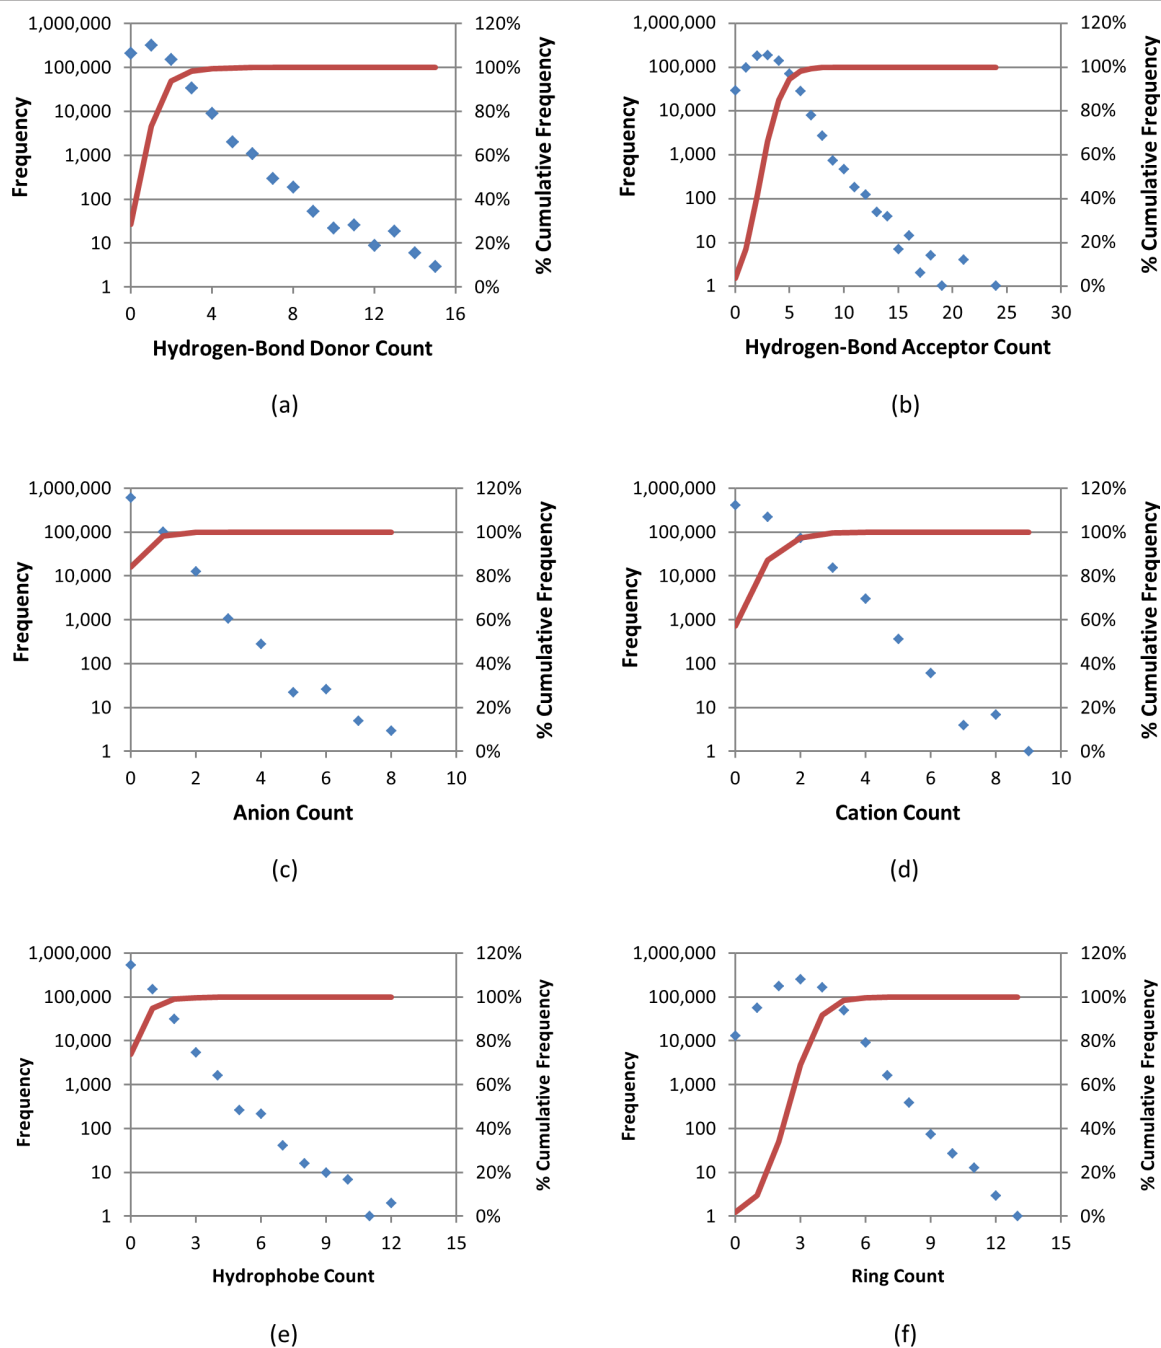 1,000,000
100,000
10,000
1,000
100
10
1
Frequency
120%
100%
80%
60%
40%
20%
0%
% Cumulative Frequency
0 4 8 12 16
Hydrogen-Bond Donor Count
(a)
1,000,000
100,000
10,000
1,000
100
10
1
Frequency
120%
100%
80%
60%
40%
20%
0%
% Cumulative Frequency
0 5 10 15 20 25 30
Hydrogen-Bond Acceptor Count
(b)
1,000,000
100,000
10,000
1,000
100
10
1
Frequency
120%
100%
80%
60%
40%
20%
0%
% Cumulative Frequency
0 2 4 6 8 10
Anion Count
(c)
1,000,000
100,000
10,000
1,000
100
10
1
Frequency
120%
100%
80%
60%
40%
20%
0%
% Cumulative Frequency
0 2 4 6 8 10
Cation Count
(d)
1,000,000
100,000
10,000
1,000
100
10
1
Frequency
120%
100%
80%
60%
40%
20%
0%
% Cumulative Frequency
0 3 6 9 12 15
Hydrophobe Count
(e)
1,000,000
100,000
10,000
1,000
100
10
1
Frequency
120%
100%
80%
60%
40%
20%
0%
% Cumulative Frequency
0 3 6 9 12 15
Ring Count
(f)